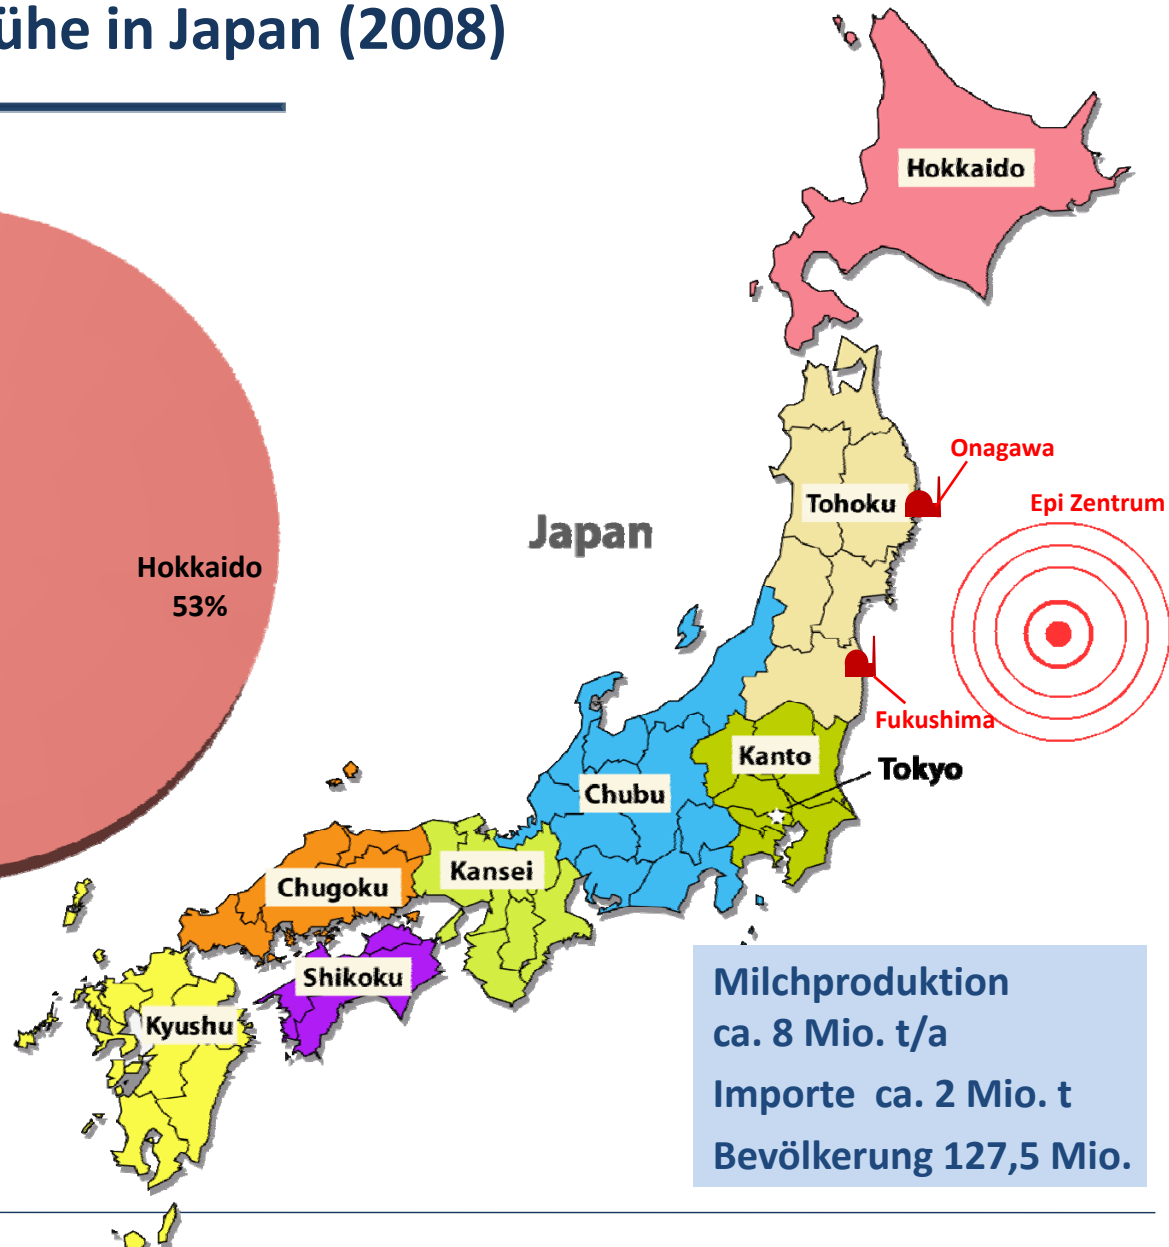 ühe in Japan (2008)
Hokkaido
Onagawa
Epi Zentrum
Tohoku
Japan
Hokkaido
53%
Fukushima
Kanto
Tokyo
Chubu
Kansei
Chugoku
Shikoku
Kyushu
Milchproduktion
ca. 8 Mio. t/a
Importe ca. 2 Mio. t
Bevölkerung 127,5 Mio.